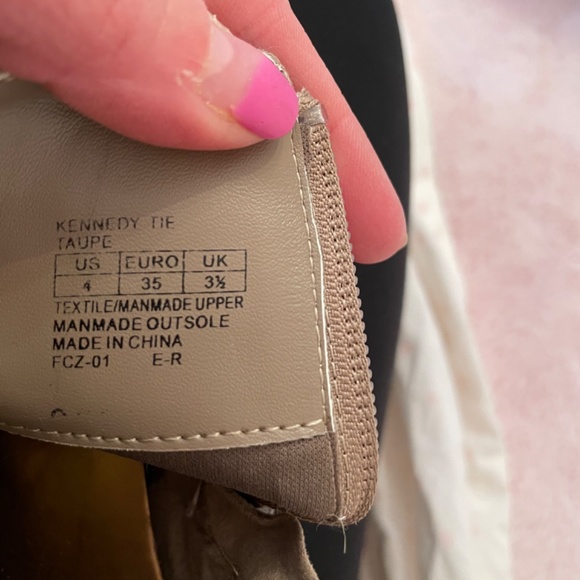 KENNEDY TIE
TAUPE
US EURO UK
4 35 3½
TEXTILE/MANMADE UPPER
MANMADE OUTSOLE
MADE IN CHINA
FCZ-01 E-R